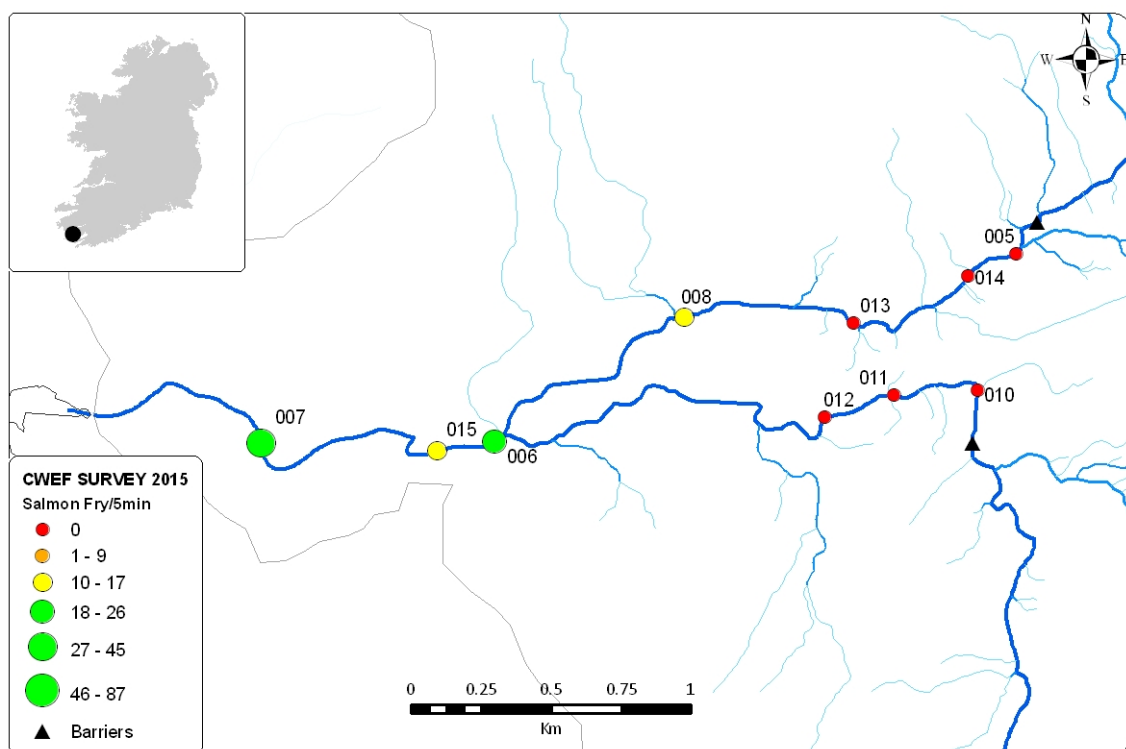 N
W E
S
005
014
008
013
011
010
012
007
015
006
CWEF SURVEY 2015
Salmon Fry/5min
0
1 - 9
10 - 17
18 - 26
27 - 45
46 - 87
Barriers
0 0.25 0.5 0.75 1
Km